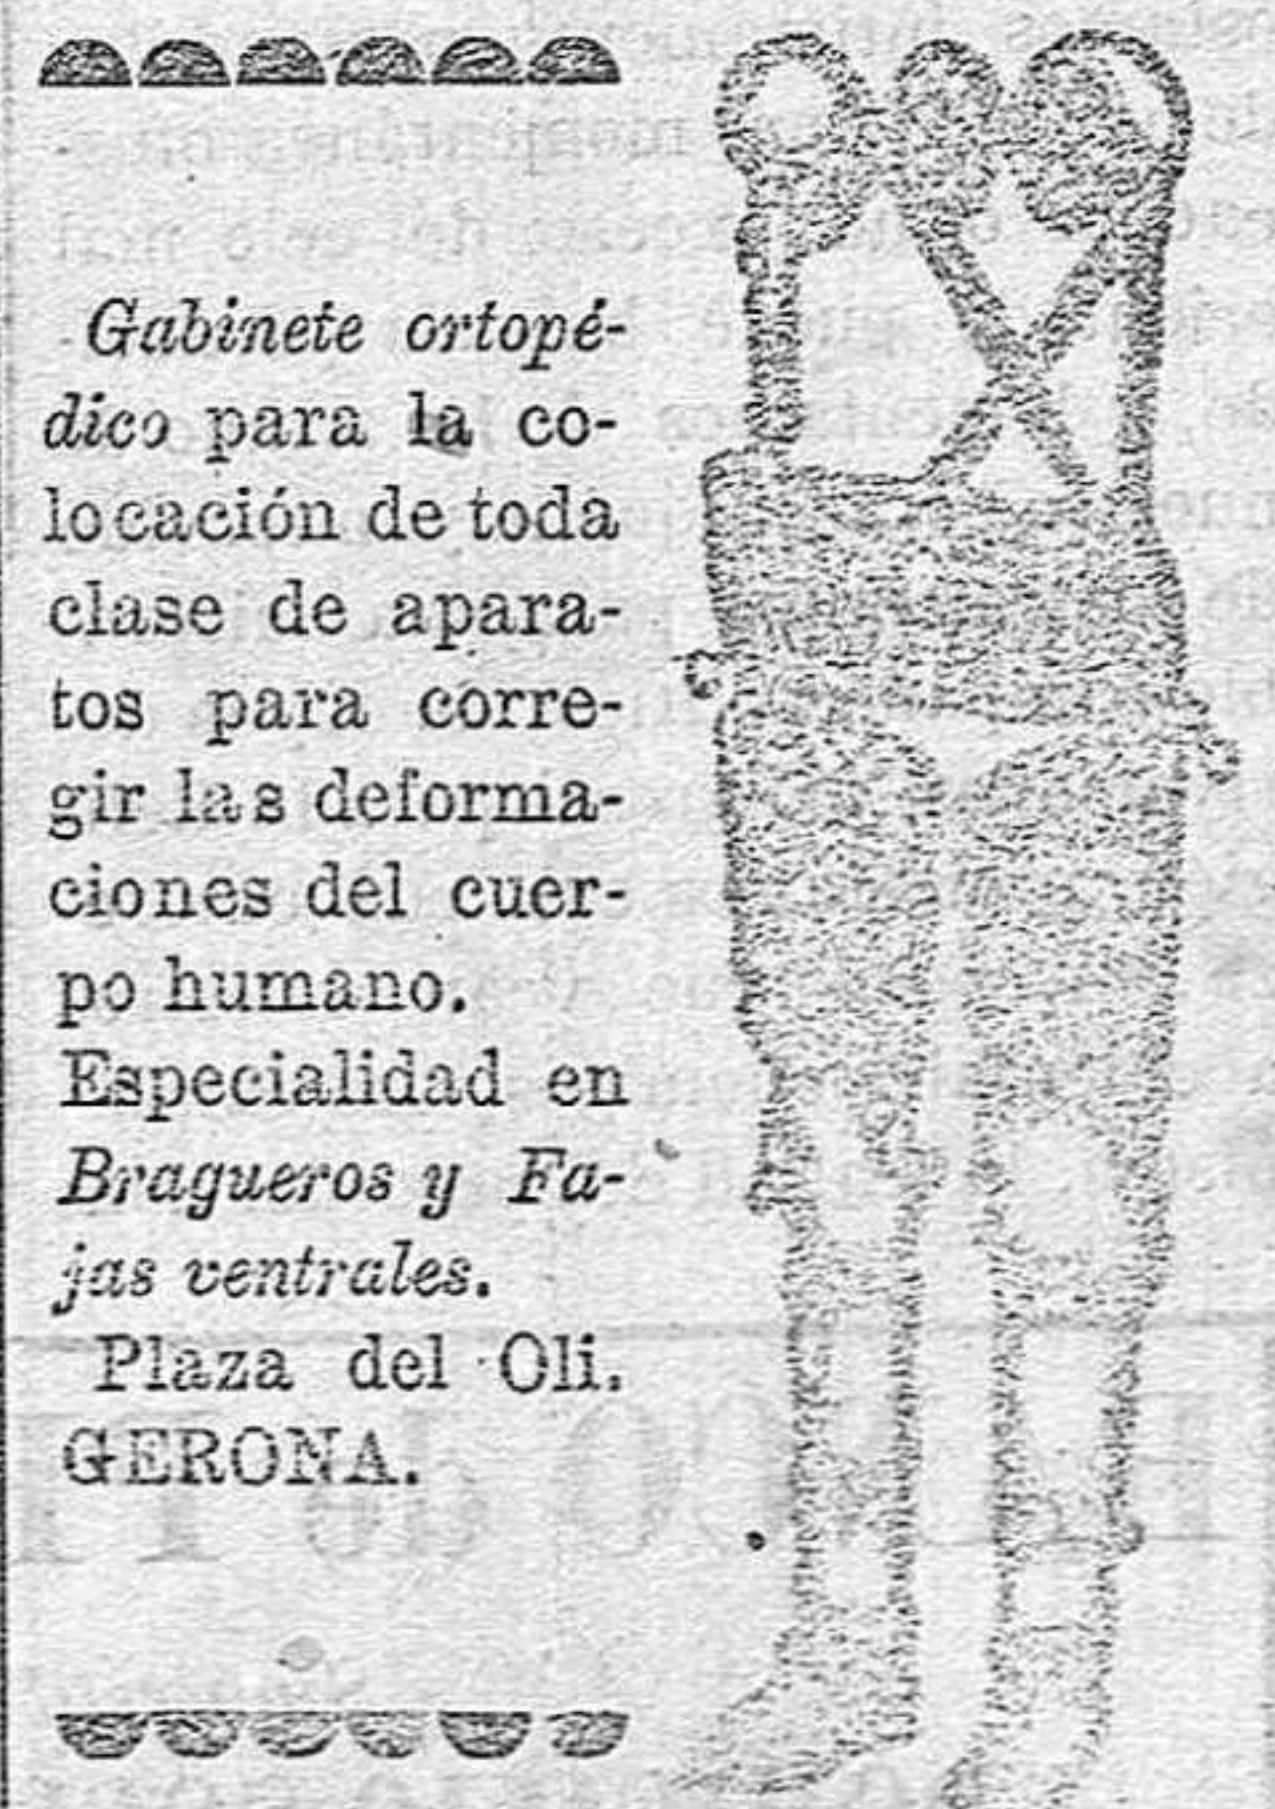 Gabinete ortopé-
dico para la co-
locación de toda
clase de apara-
tos para corre-
gir las deforma-
ciones del cuer-
po humano.
Especialidad en
Bragueros y Fa-
jas ventrales.
Plaza del Oli.
GERONA.